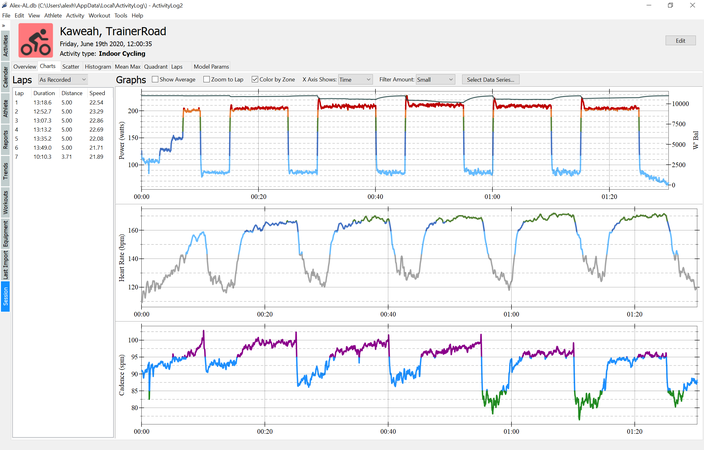 Alex-AL.db (C:\Users\alexh\AppData\Local\ActivityLog\) - ActivityLog2
File Edit View Athlete Activity Workout Tools Help
Kaweah, TrainerRoad
Friday, June 19th 2020, 12:00:35
Activity type: Indoor Cycling
Edit
Activities
Calendar
Athlete
Reports
Trends
Workouts
Equipment
Last Import
Session
Overview Charts Scatter Histogram Mean Max Quadrant Laps Model Params
Laps As Recorded
Graphs Show Average Zoom to Lap Color by Zone X Axis Shows: Time Filter Amount: Small Select Data Series...
Lap Duration Distance Speed
1 13:18.6 5.00 22.54
2 12:52.7 5.00 23.29
3 13:07.3 5.00 22.86
4 13:13.2 5.00 22.69
5 13:35.2 5.00 22.08
6 13:49.0 5.00 21.71
7 10:10.3 3.71 21.89
Power (watts)
200
150
100
10000
7500
5000
2500
0
W' Bal
00:00 00:20 00:40 01:00 01:20
Heart Rate (bpm)
160
140
120
00:00 00:20 00:40 01:00 01:20
Cadence (spm)
100
95
90
85
80
00:00 00:20 00:40 01:00 01:20